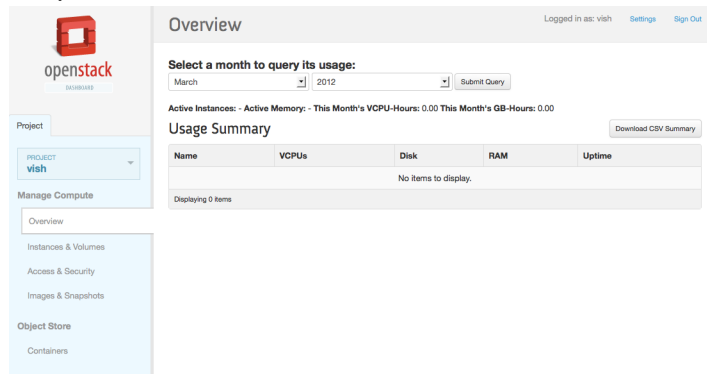 Overview
Logged in as: vish Settings Sign Out
openstack
DASHBOARD
Project
PROJECT
vish
Manage Compute
Overview
Instances & Volumes
Access & Security
Images & Snapshots
Object Store
Containers
Select a month to query its usage:
March 2012 Submit Query
Active Instances: - Active Memory: - This Month's VCPU-Hours: 0.00 This Month's GB-Hours: 0.00
Usage Summary
Download CSV Summary
Name VCPUs Disk RAM Uptime
No items to display.
Displaying 0 items